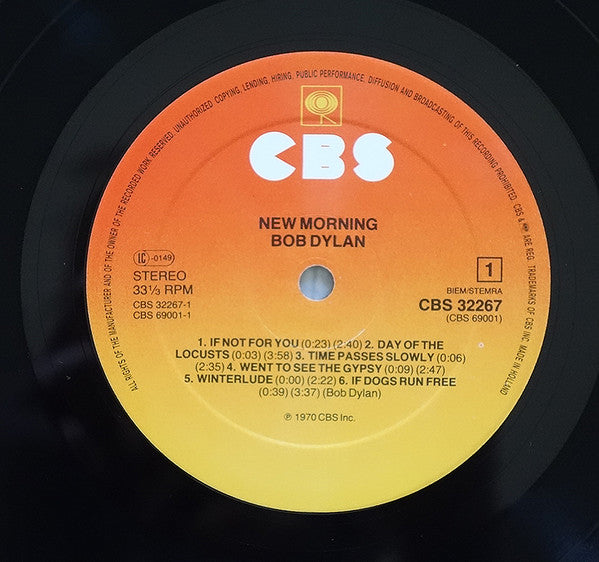 ALL RIGHTS OF THE MANUFACTURER AND OF THE OWNER OF THE RECORDED WORK RESERVED. UNAUTHORIZED COPYING, LENDING, HIRING, PUBLIC PERFORMANCE, DIFFUSION AND BROADCASTING OF THIS RECORDING PROHIBITED. CBS & ARE REG. TRADEMARKS OF CBS INC. MADE IN HOLLAND
CBS
NEW MORNING
BOB DYLAN
LC -0149
STEREO
33⅓ RPM
CBS 32267-1
CBS 69001-1
1
BIEM/STEMRA
CBS 32267
(CBS 69001)
1. IF NOT FOR YOU (0:23) (2:40) 2. DAY OF THE
LOCUSTS (0:03) (3:58) 3. TIME PASSES SLOWLY (0:06)
(2:35) 4. WENT TO SEE THE GYPSY (0:09) (2:47)
5. WINTERLUDE (0:00) (2:22) 6. IF DOGS RUN FREE
(0:39) (3:37) (Bob Dylan)
℗ 1970 CBS Inc.